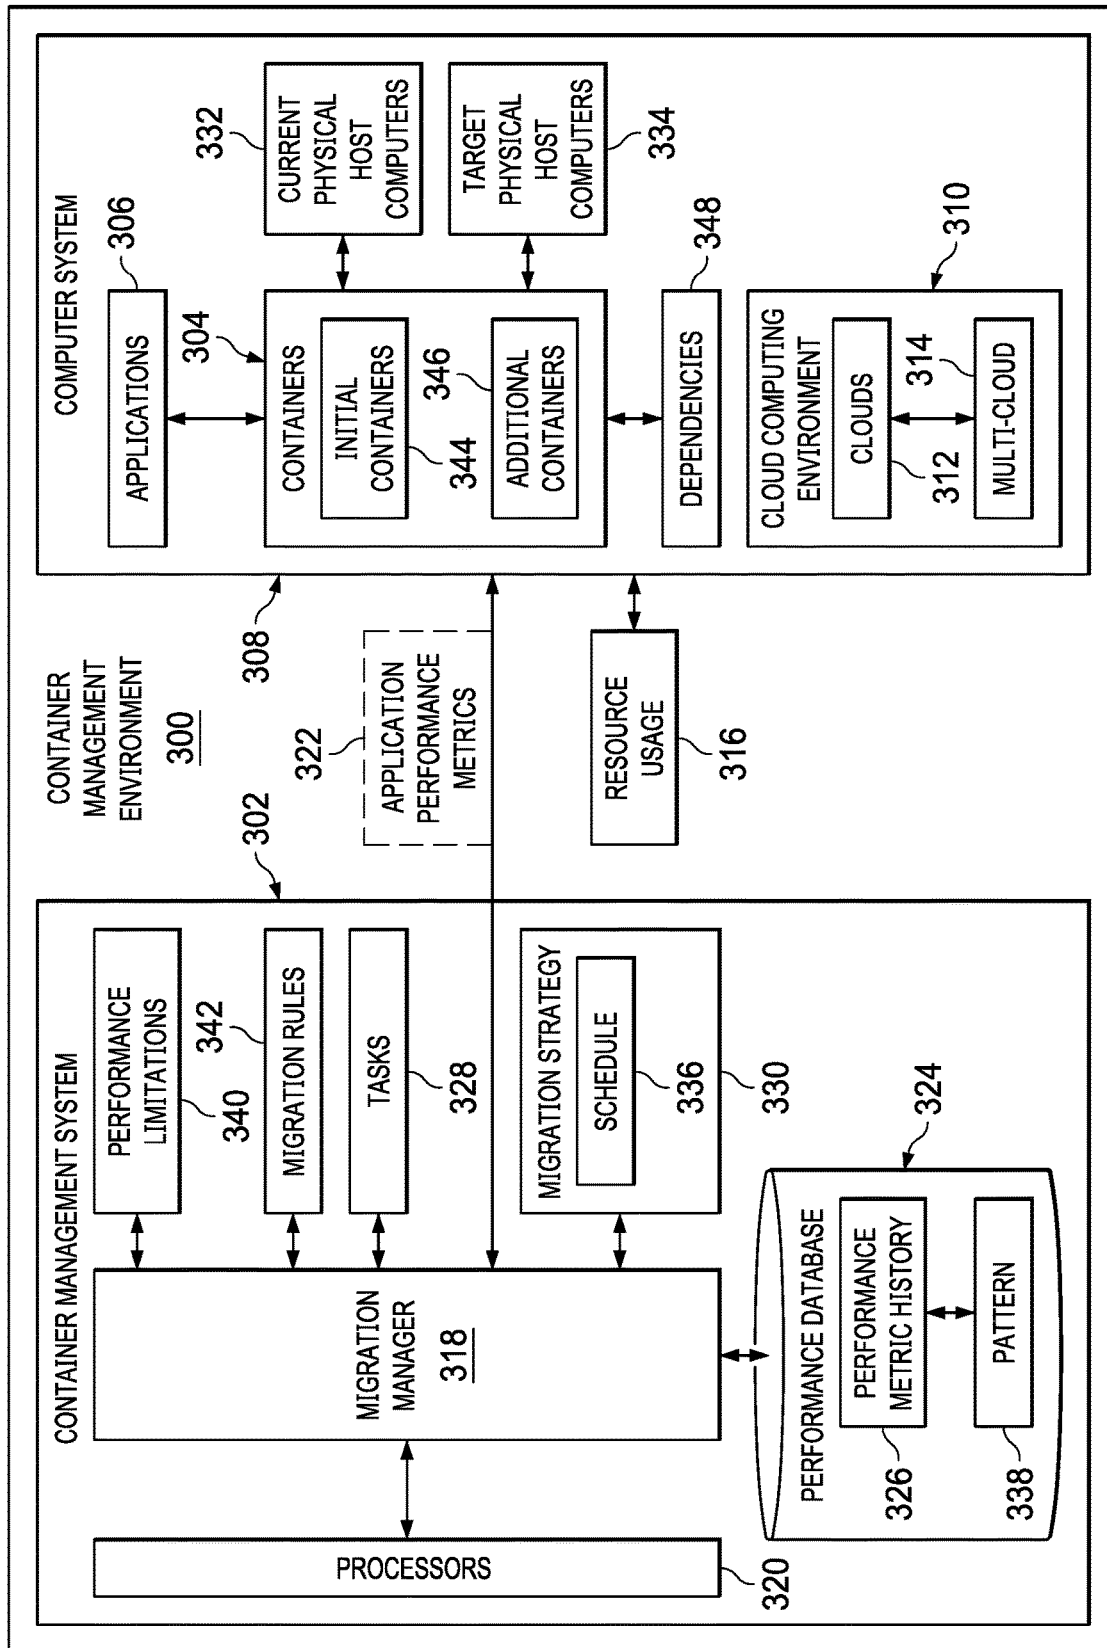 CONTAINER
MANAGEMENT
ENVIRONMENT
300
CONTAINER MANAGEMENT SYSTEM
302
PROCESSORS
320
MIGRATION
MANAGER
318
PERFORMANCE
LIMITATIONS
340
342
MIGRATION RULES
TASKS
328
MIGRATION STRATEGY
SCHEDULE
336
330
324
PERFORMANCE DATABASE
PERFORMANCE
METRIC HISTORY
326
PATTERN
338
322
APPLICATION
PERFORMANCE
METRICS
RESOURCE
USAGE
316
308
COMPUTER SYSTEM
APPLICATIONS
306
304
CONTAINERS
INITIAL
CONTAINERS
344
346
ADDITIONAL
CONTAINERS
332
CURRENT
PHYSICAL
HOST
COMPUTERS
TARGET
PHYSICAL
HOST
COMPUTERS
334
DEPENDENCIES
348
310
CLOUD COMPUTING
ENVIRONMENT
CLOUDS
312
314
MULTI-CLOUD